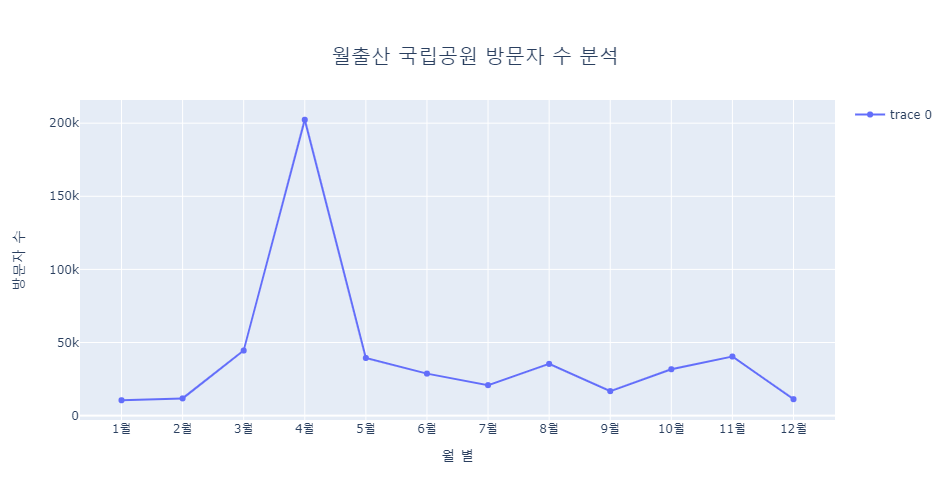 월출산 국립공원 방문자 수 분석
trace 0
방문자 수
200k
150k
100k
50k
0
1월 2월 3월 4월 5월 6월 7월 8월 9월 10월 11월 12월
월 별